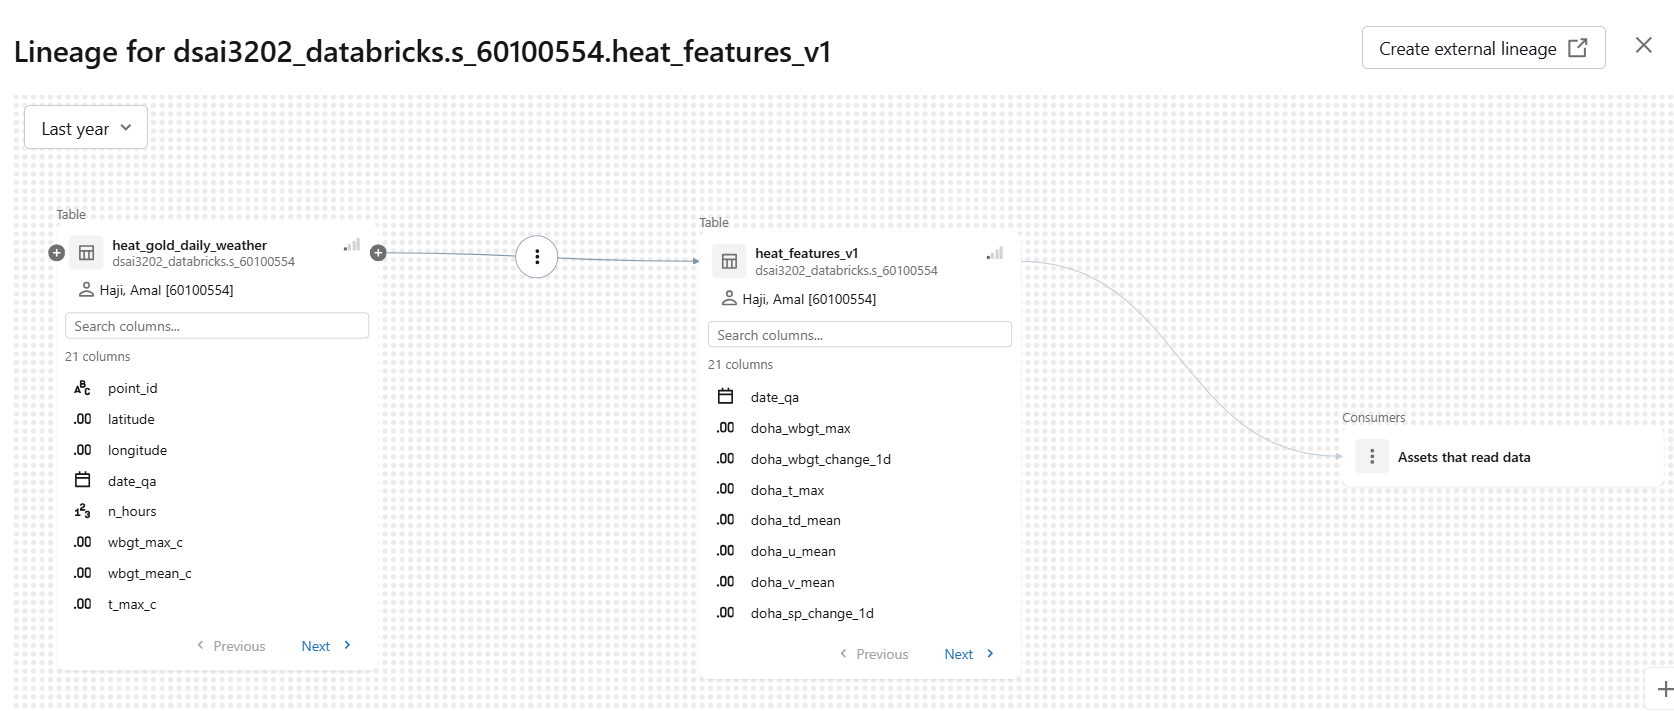 Lineage for dsai3202_databricks.s_60100554.heat_features_v1
Create external lineage
Last year
Table
heat_gold_daily_weather
dsai3202_databricks.s_60100554
Haji, Amal [60100554]
Search columns...
21 columns
point_id
latitude
longitude
date_qa
n_hours
wbgt_max_c
wbgt_mean_c
t_max_c
Previous
Next
Table
heat_features_v1
dsai3202_databricks.s_60100554
Haji, Amal [60100554]
Search columns...
21 columns
date_qa
doha_wbgt_max
doha_wbgt_change_1d
doha_t_max
doha_td_mean
doha_u_mean
doha_v_mean
doha_sp_change_1d
Previous
Next
Consumers
Assets that read data